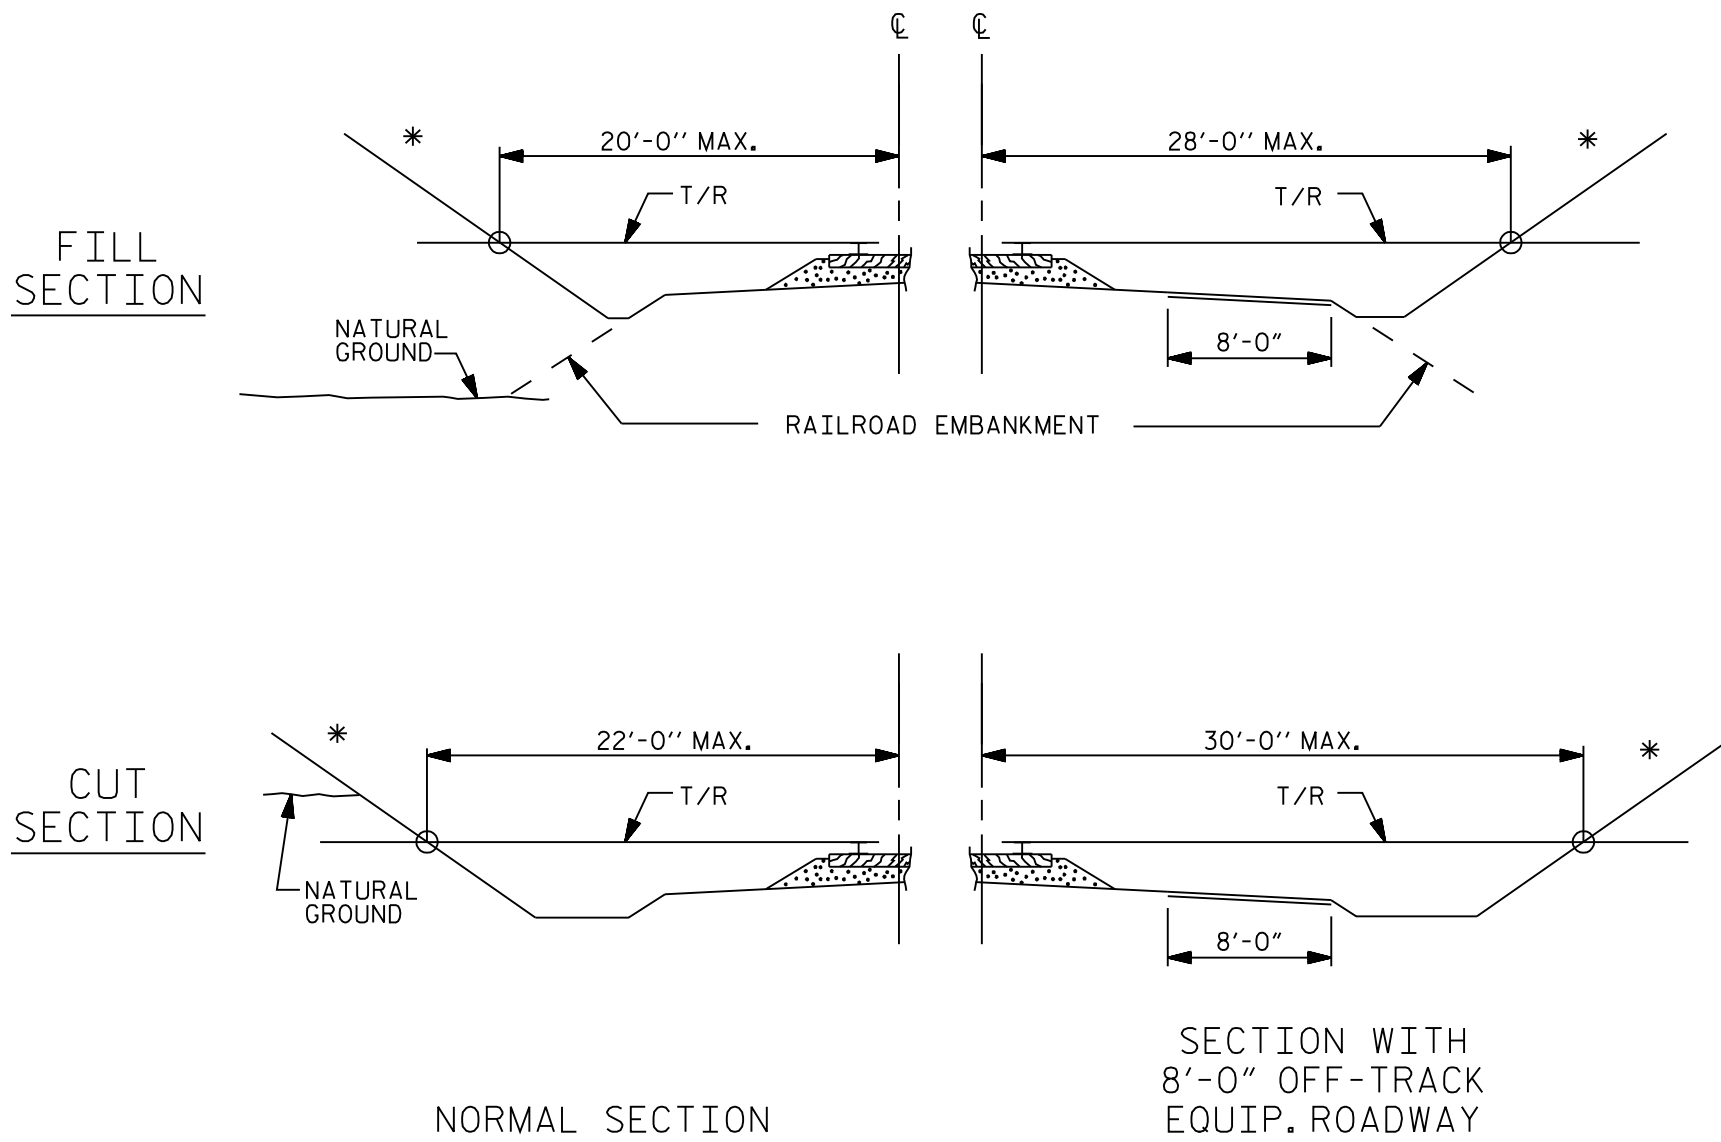 ℄ ℄
* 20'-0'' MAX. 28'-0'' MAX. *
T/R T/R
FILL
SECTION
NATURAL
GROUND
8'-0"
RAILROAD EMBANKMENT
* 22'-0'' MAX. 30'-0'' MAX. *
T/R T/R
CUT
SECTION
NATURAL
GROUND
8'-0"
NORMAL SECTION
SECTION WITH
8'-0" OFF-TRACK
EQUIP. ROADWAY